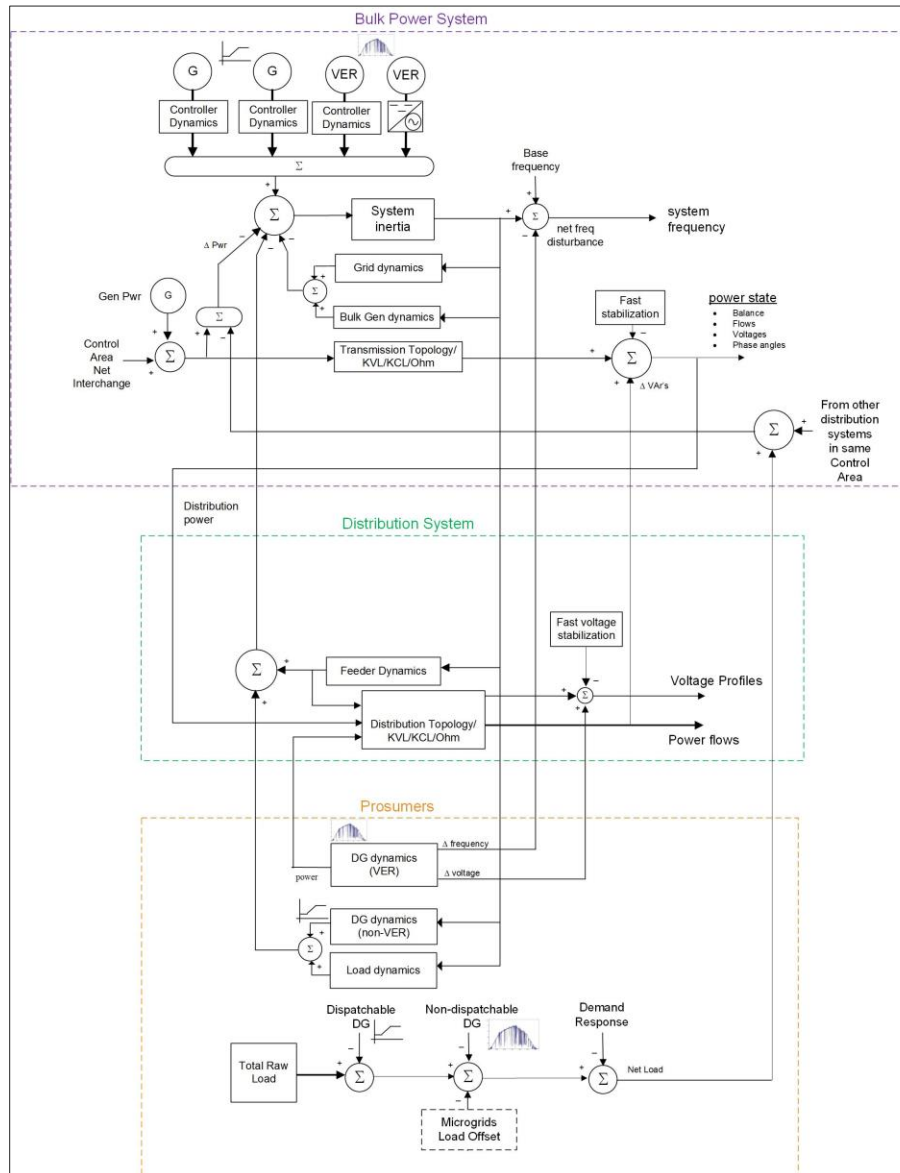 Bulk Power System
G
G
VER
VER
Controller
Dynamics
Controller
Dynamics
Controller
Dynamics
Σ
Base
frequency
+
+
Σ
System
inertia
+
+
Σ
−
system
frequency
net freq
disturbance
−
−
−
Δ Pwr
Grid dynamics
+
Σ
+
Bulk Gen dynamics
Gen Pwr
G
Σ
+
−
+
Σ
+
Control
Area
Net
Interchange
Transmission Topology/
KVL/KCL/Ohm
Fast
stabilization
−
+
Σ
+
Δ VAr's
power state
• Balance
• Flows
• Voltages
• Phase angles
Σ
+
+
From other
distribution
systems
in same
Control
Area
Distribution
power
Distribution System
Fast voltage
stabilization
Σ
+
+
Feeder Dynamics
Distribution Topology/
KVL/KCL/Ohm
−
+
Σ
+
Voltage Profiles
Power flows
Prosumers
DG dynamics
(VER)
Δ frequency
Δ voltage
power
DG dynamics
(non-VER)
+
Σ
+
Load dynamics
Dispatchable
DG
Non-dispatchable
DG
Demand
Response
−
−
−
Total Raw
Load
+
Σ
+
Σ
+
Σ
Net Load
−
Microgrids
Load Offset